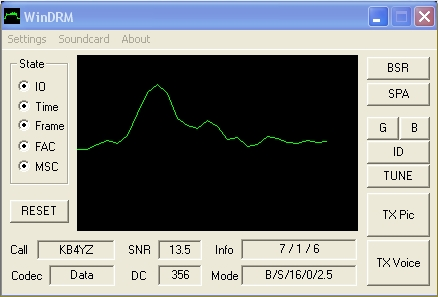 WinDRM
Settings Soundcard About
State
IO
Time
Frame
FAC
MSC
RESET
BSR
SPA
G B
ID
TUNE
TX Pic
TX Voice
Call KB4YZ SNR 13.5 Info 7 / 1 / 6
Codec Data DC 356 Mode B/S/16/0/2.5